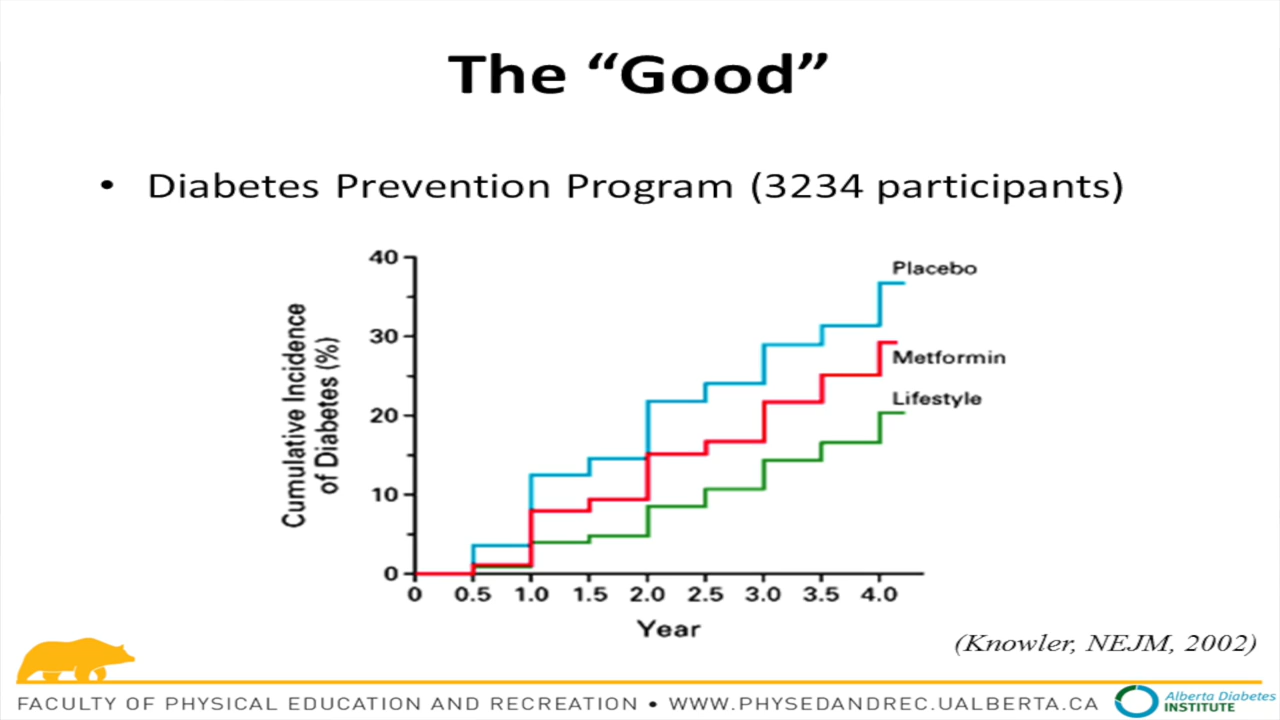 The “Good”
• Diabetes Prevention Program (3234 participants)
Cumulative Incidence
of Diabetes (%)
40
30
20
10
0
Placebo
Metformin
Lifestyle
0 0.5 1.0 1.5 2.0 2.5 3.0 3.5 4.0
Year
(Knowler, NEJM, 2002)
FACULTY OF PHYSICAL EDUCATION AND RECREATION • WWW.PHYSEDANDREC.UALBERTA.CA
Alberta Diabetes
INSTITUTE